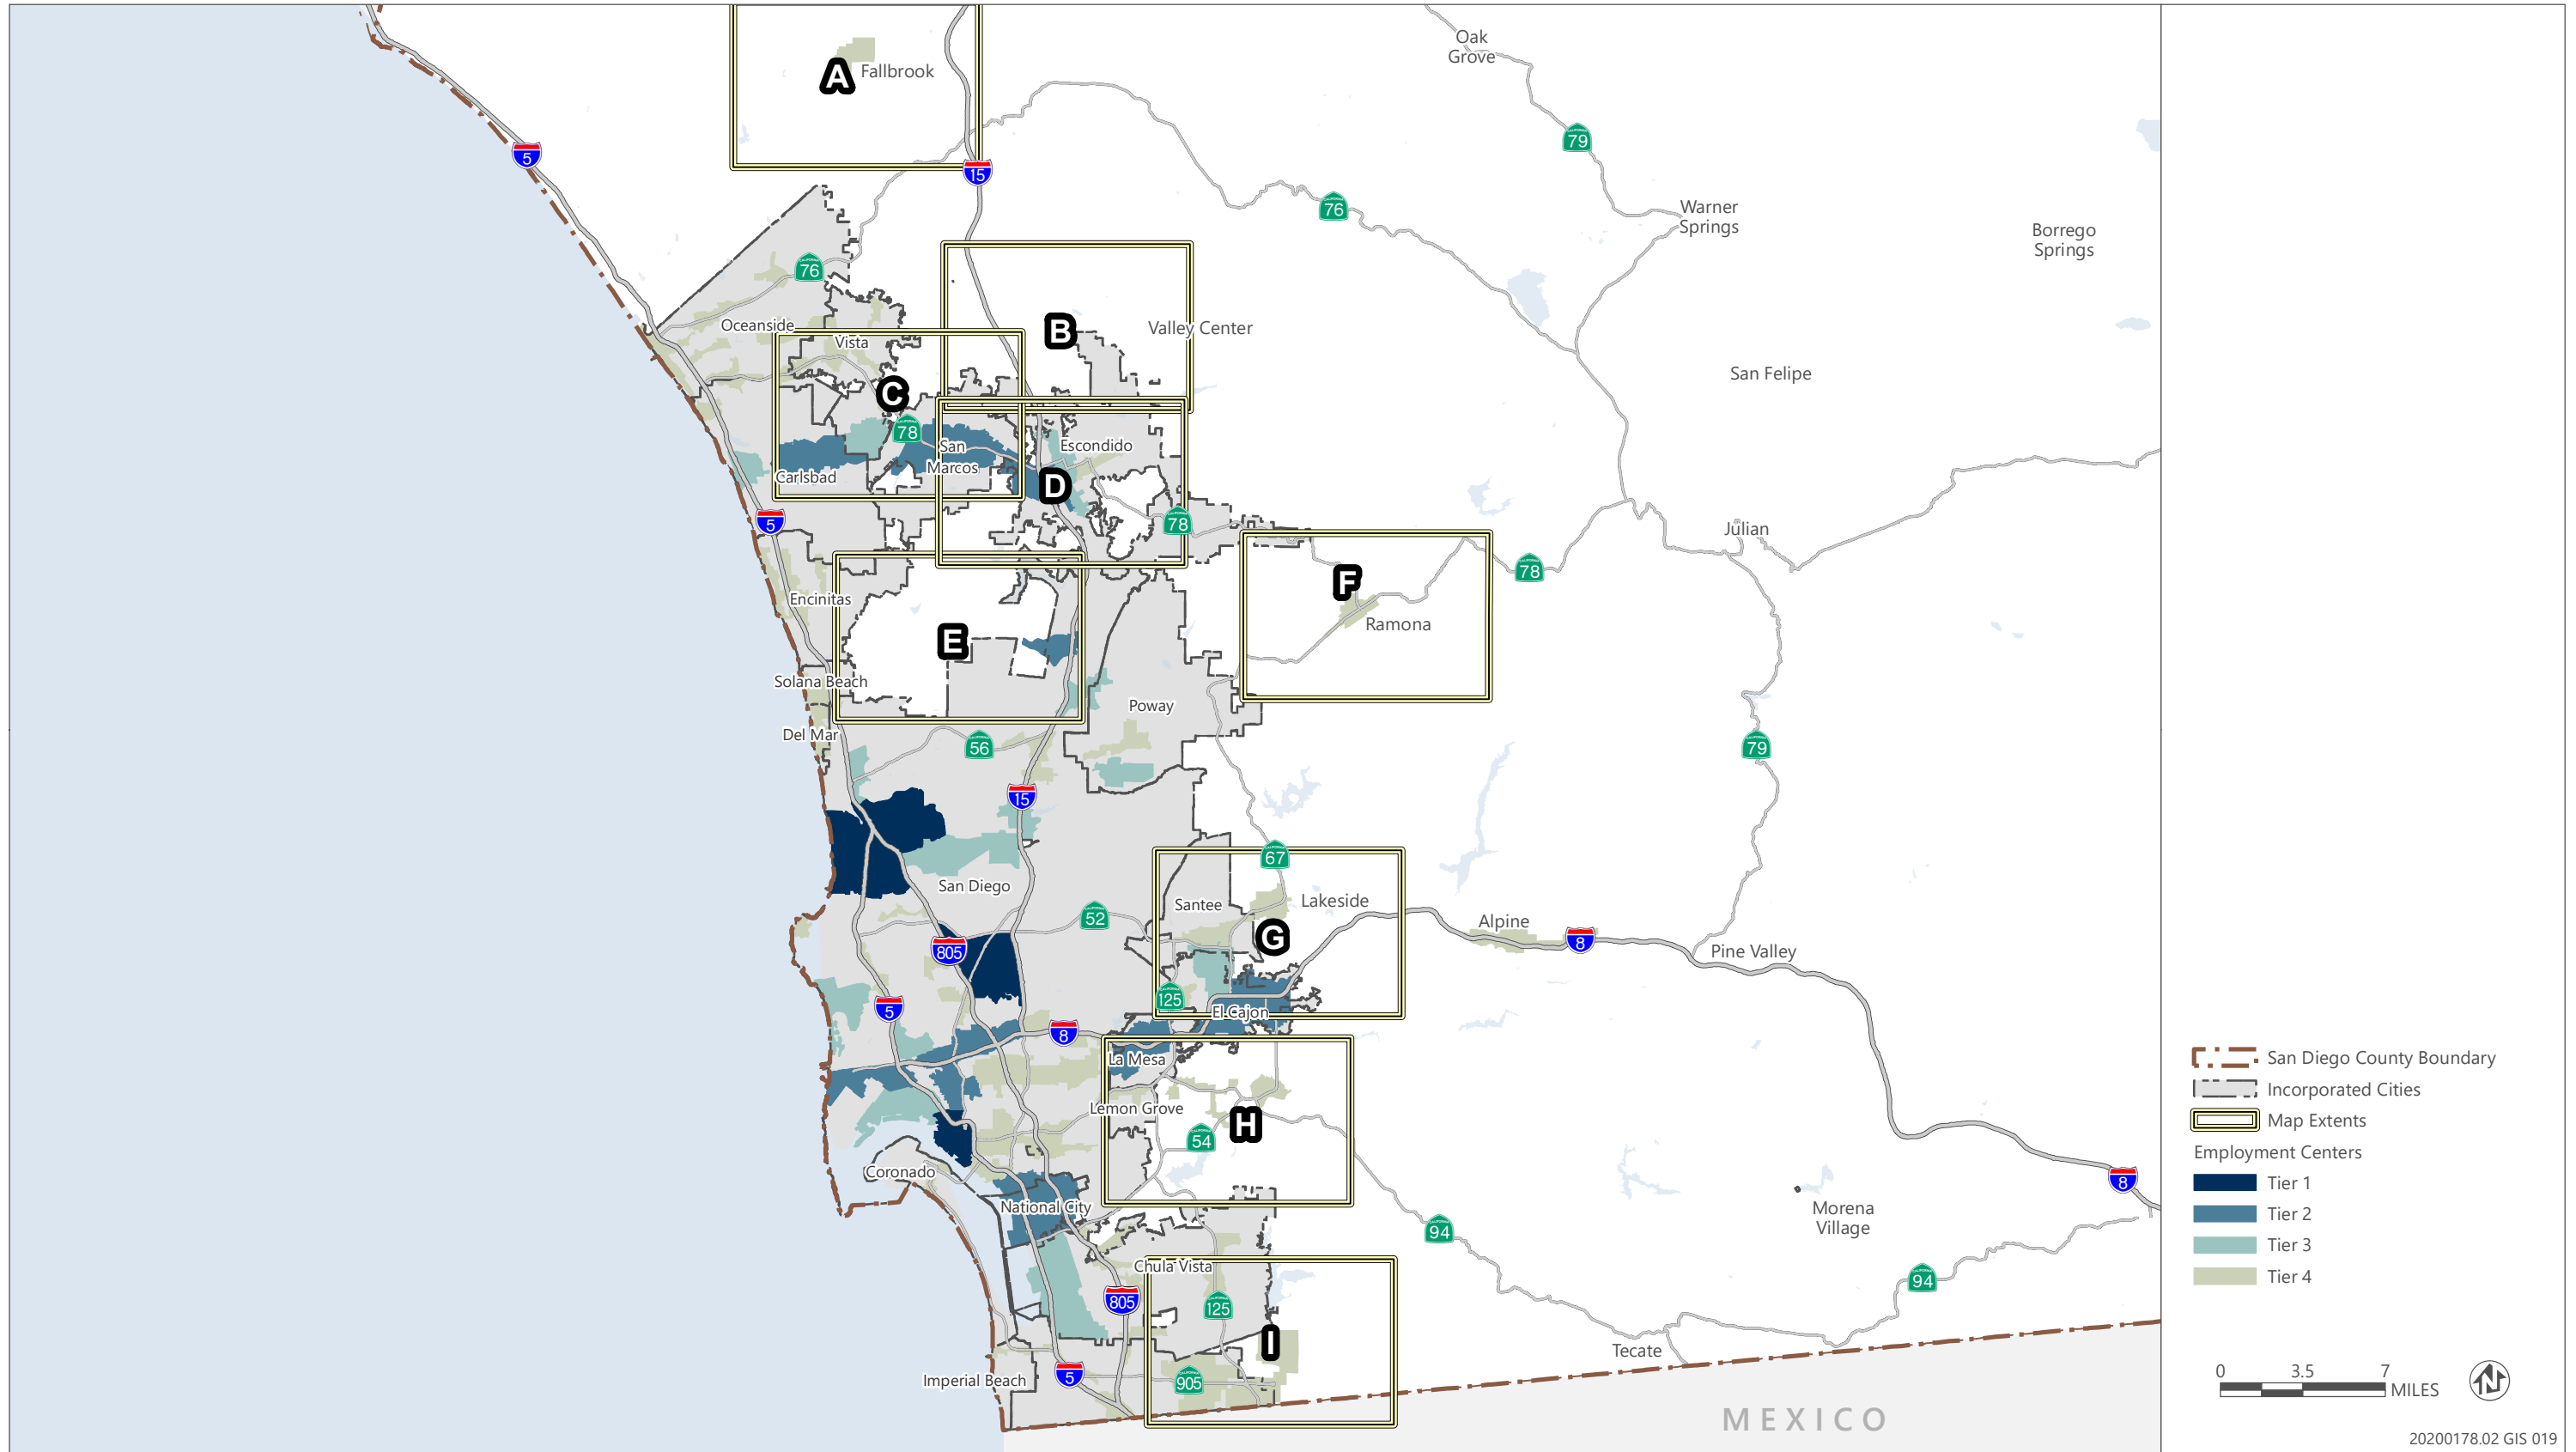 Oak
Grove
A
Fallbrook
79
5
15
76
Warner
Springs
Borrego
Springs
76
Oceanside
B
Valley Center
Vista
San Felipe
C
78
San
Marcos
Escondido
Carlsbad
D
5
78
Julian
78
F
Encinitas
Ramona
E
Solana Beach
Poway
Del Mar
56
79
15
67
San Diego
Santee
Lakeside
52
Alpine
G
8
805
Pine Valley
125
5
El Cajon
8
La Mesa
Lemon Grove
H
54
Coronado
National City
8
Morena
Village
94
Chula Vista
94
805
125
I
Tecate
5
Imperial Beach
905
MEXICO
San Diego County Boundary
Incorporated Cities
Map Extents
Employment Centers
Tier 1
Tier 2
Tier 3
Tier 4
0 3.5 7
MILES
N
20200178.02 GIS 019